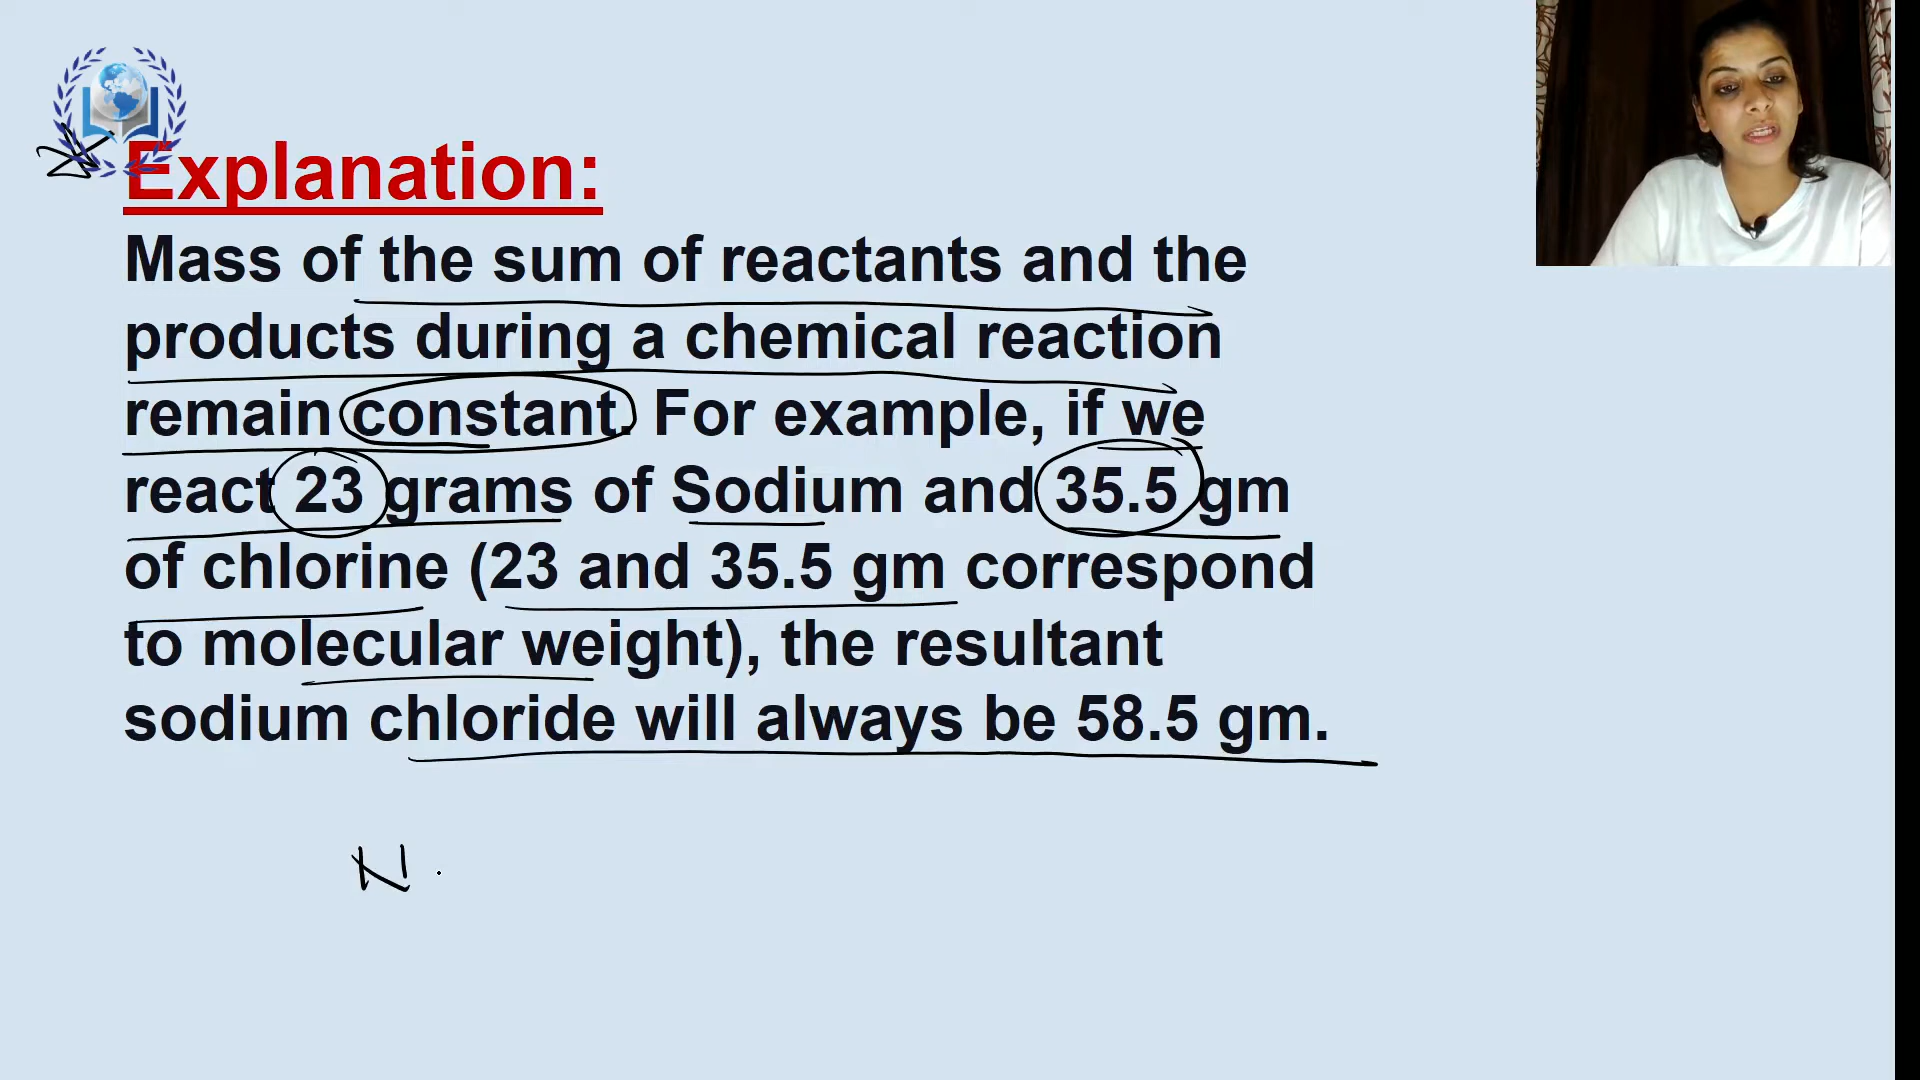 Explanation:
Mass of the sum of reactants and the
products during a chemical reaction
remain constant. For example, if we
react 23 grams of Sodium and 35.5 gm
of chlorine (23 and 35.5 gm correspond
to molecular weight), the resultant
sodium chloride will always be 58.5 gm.
N